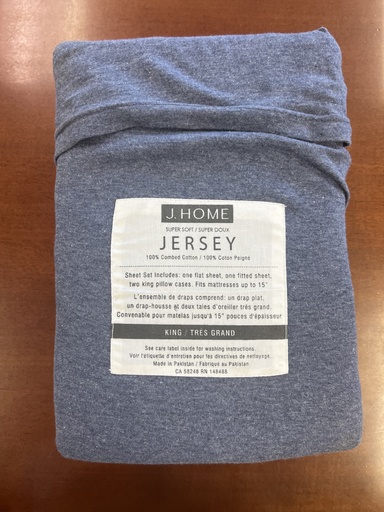 J. HOME
SUPER SOFT / SUPER DOUX
JERSEY
100% Combed Cotton / 100% Coton Peigné
Sheet Set Includes: one flat sheet, one fitted sheet,
two king pillow cases. Fits mattresses up to 15"
L'ensemble de draps comprend: un drap plat,
un drap-housse et deux taies d'oreiller très grand.
Convenable pour matelas jusqu'à 15" pouces d'épaisseur
KING / TRÈS GRAND
See care label inside for washing instructions.
Voir l'étiquette d'entretien pour les directives de nettoyage.
Made in Pakistan / Fabriqué au Pakistan
CA 58248 RN 148488